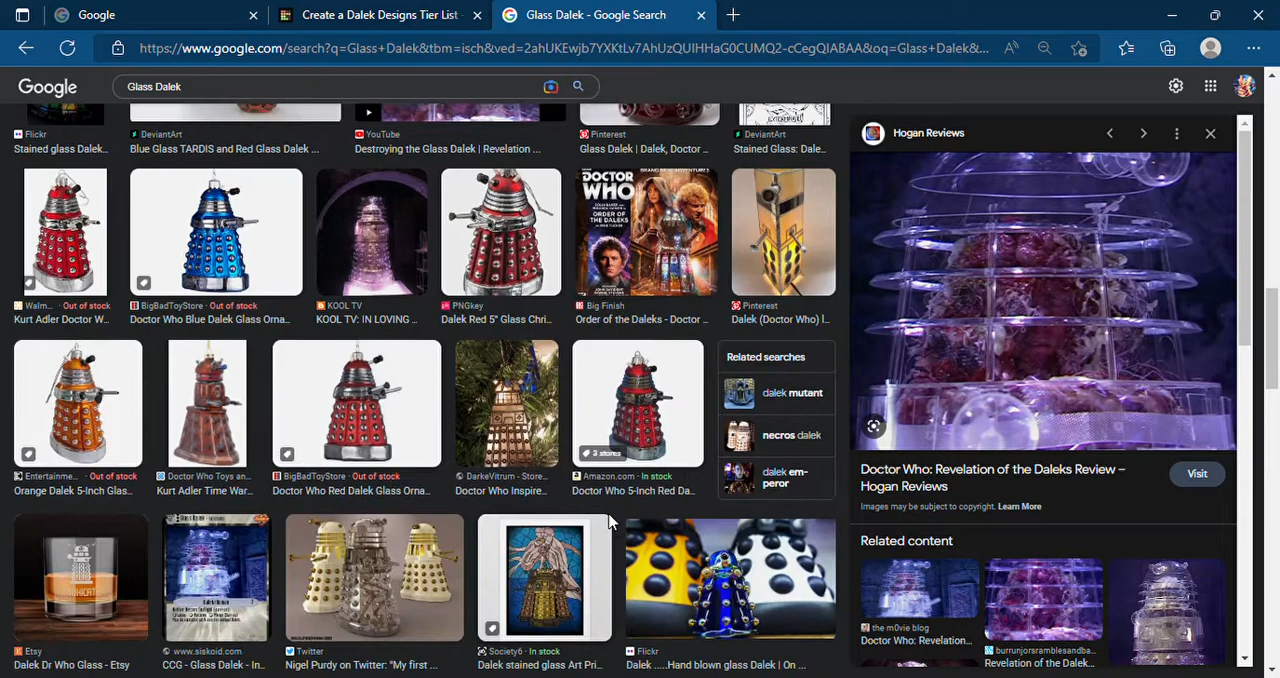 Google
Create a Dalek Designs Tier List
Glass Dalek - Google Search
https://www.google.com/search?q=Glass+Dalek&tbm=isch&ved=2ahUKEwjb7YXKtLv7AhUzQUIHHaG0CUMQ2-cCegQIABAA&oq=Glass+Dalek&...
Google
Glass Dalek
Flickr
Stained glass Dalek...
DeviantArt
Blue Glass TARDIS and Red Glass Dalek ...
YouTube
Destroying the Glass Dalek | Revelation ...
Pinterest
Glass Dalek | Dalek, Doctor ...
DeviantArt
Stained Glass: Dale...
DOCTOR WHO
ORDER OF THE DALEKS
Walm... · Out of stock
Kurt Adler Doctor W...
BigBadToyStore · Out of stock
Doctor Who Blue Dalek Glass Orna...
KOOL TV
KOOL TV: IN LOVING ...
PNGkey
Dalek Red 5" Glass Chri...
Big Finish
Order of the Daleks - Doctor ...
Pinterest
Dalek (Doctor Who) l...
3 stores
Entertainme... · Out of stock
Orange Dalek 5-Inch Glas...
Doctor Who Toys an...
Kurt Adler Time War...
BigBadToyStore · Out of stock
Doctor Who Red Dalek Glass Orna...
DarkeVitrum - Store...
Doctor Who Inspire...
Amazon.com · In stock
Doctor Who 5-Inch Red Da...
Related searches
dalek mutant
necros dalek
dalek em-
peror
Etsy
Dalek Dr Who Glass - Etsy
www.siskoid.com
CCG - Glass Dalek - In...
Twitter
Nigel Purdy on Twitter: "My first ...
Society6 · In stock
Dalek stained glass Art Pri...
Flickr
Dalek .....Hand blown glass Dalek | On ...
Hogan Reviews
Doctor Who: Revelation of the Daleks Review –
Hogan Reviews
Visit
Images may be subject to copyright. Learn More
Related content
the m0vie blog
Doctor Who: Revelation...
burrunjorsramblesandba...
Revelation of the Dalek...